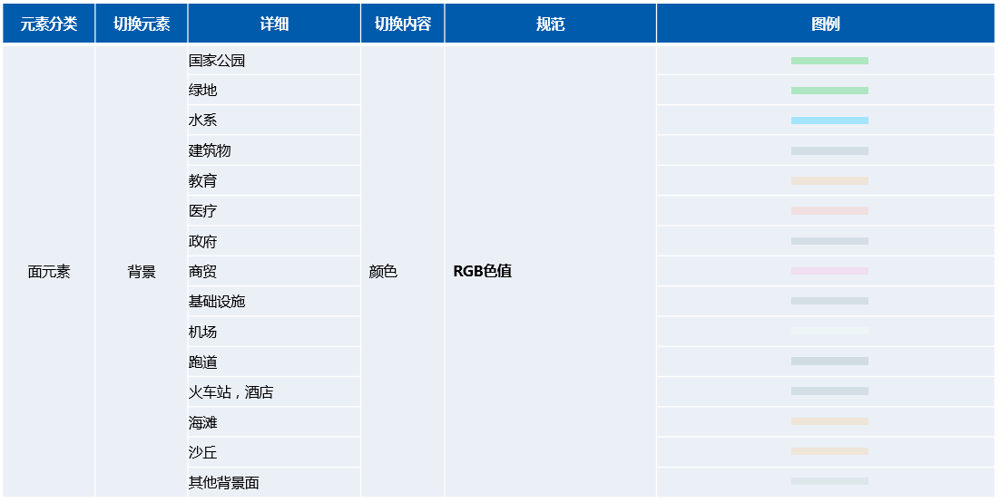 元素分类 切换元素 详细 切换内容 规范 图例
国家公园
绿地
水系
建筑物
教育
医疗
政府
面元素 背景 商贸 颜色 RGB色值
基础设施
机场
跑道
火车站，酒店
海滩
沙丘
其他背景面